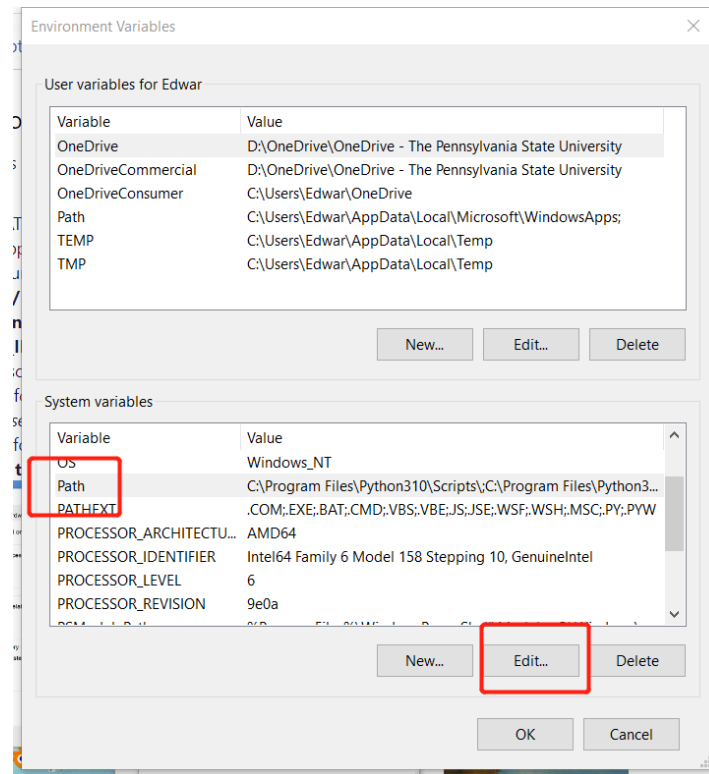 Environment Variables
User variables for Edwar
Variable Value
OneDrive D:\OneDrive\OneDrive - The Pennsylvania State University
OneDriveCommercial D:\OneDrive\OneDrive - The Pennsylvania State University
OneDriveConsumer C:\Users\Edwar\OneDrive
Path C:\Users\Edwar\AppData\Local\Microsoft\WindowsApps;
TEMP C:\Users\Edwar\AppData\Local\Temp
TMP C:\Users\Edwar\AppData\Local\Temp
New... Edit... Delete
System variables
Variable Value
OS Windows_NT
Path C:\Program Files\Python310\Scripts\;C:\Program Files\Python3...
PATHEXT .COM;.EXE;.BAT;.CMD;.VBS;.VBE;.JS;.JSE;.WSF;.WSH;.MSC;.PY;.PYW
PROCESSOR_ARCHITECTU... AMD64
PROCESSOR_IDENTIFIER Intel64 Family 6 Model 158 Stepping 10, GenuineIntel
PROCESSOR_LEVEL 6
PROCESSOR_REVISION 9e0a
New... Edit... Delete
OK Cancel